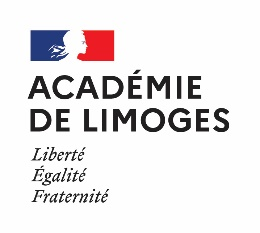 ACADÉMIE
DE LIMOGES
Liberté
Égalité
Fraternité